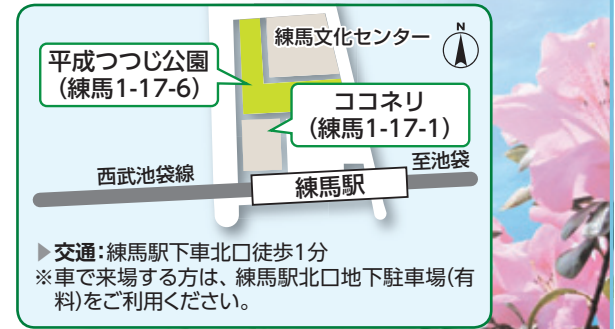 N
練馬文化センター
平成つつじ公園
(練馬1-17-6)
ココネリ
(練馬1-17-1)
至池袋
西武池袋線
練馬駅
▶交通:練馬駅下車北口徒歩1分
※車で来場する方は、練馬駅北口地下駐車場(有
料)をご利用ください。